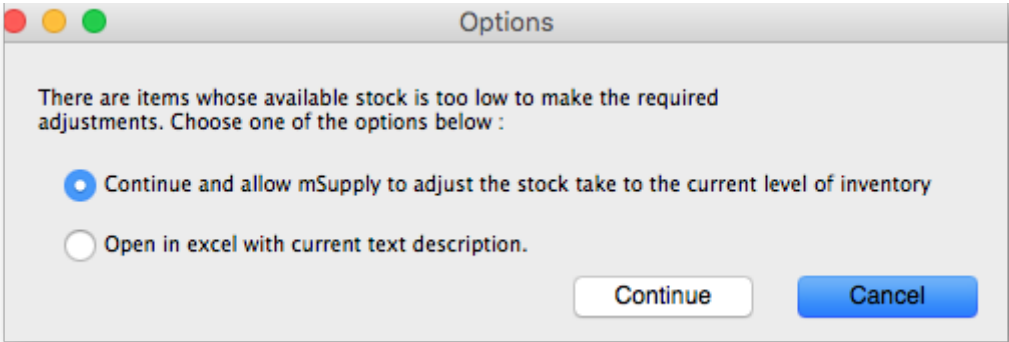 Options
There are items whose available stock is too low to make the required
adjustments. Choose one of the options below :
Continue and allow mSupply to adjust the stock take to the current level of inventory
Open in excel with current text description.
Continue
Cancel